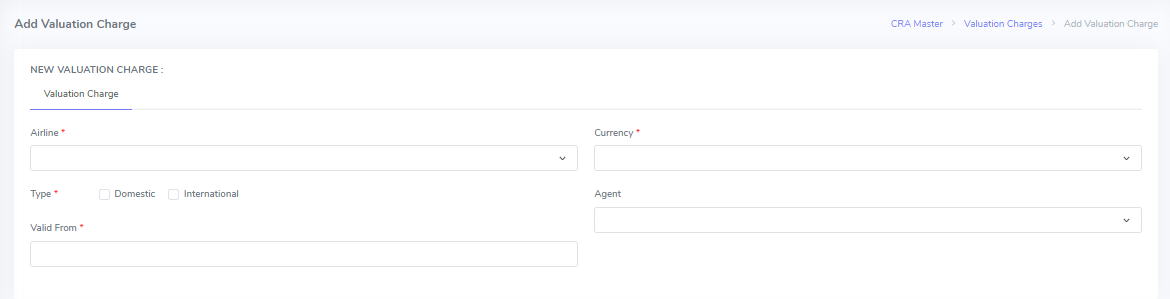 Add Valuation Charge
CRA Master > Valuation Charges > Add Valuation Charge
NEW VALUATION CHARGE :
Valuation Charge
Airline *
Currency *
Type * Domestic International
Agent
Valid From *